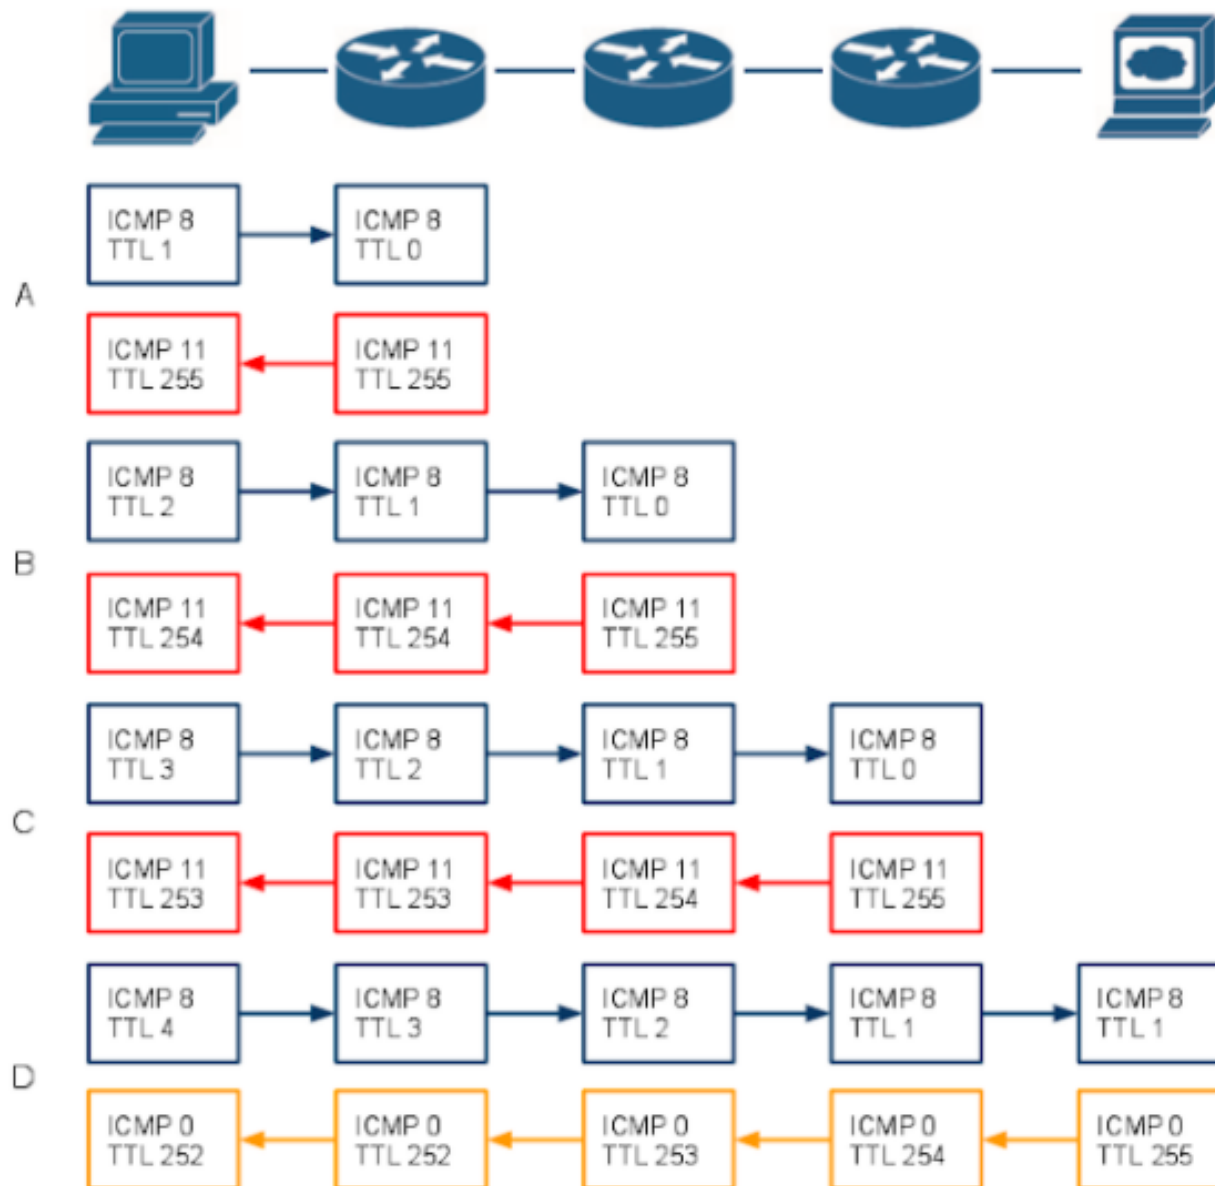 ICMP 8
TTL 1
ICMP 8
TTL 0
A
ICMP 11
TTL 255
ICMP 11
TTL 255
ICMP 8
TTL 2
ICMP 8
TTL 1
ICMP 8
TTL 0
B
ICMP 11
TTL 254
ICMP 11
TTL 254
ICMP 11
TTL 255
ICMP 8
TTL 3
ICMP 8
TTL 2
ICMP 8
TTL 1
ICMP 8
TTL 0
C
ICMP 11
TTL 253
ICMP 11
TTL 253
ICMP 11
TTL 254
ICMP 11
TTL 255
ICMP 8
TTL 4
ICMP 8
TTL 3
ICMP 8
TTL 2
ICMP 8
TTL 1
ICMP 8
TTL 1
D
ICMP 0
TTL 252
ICMP 0
TTL 252
ICMP 0
TTL 253
ICMP 0
TTL 254
ICMP 0
TTL 255